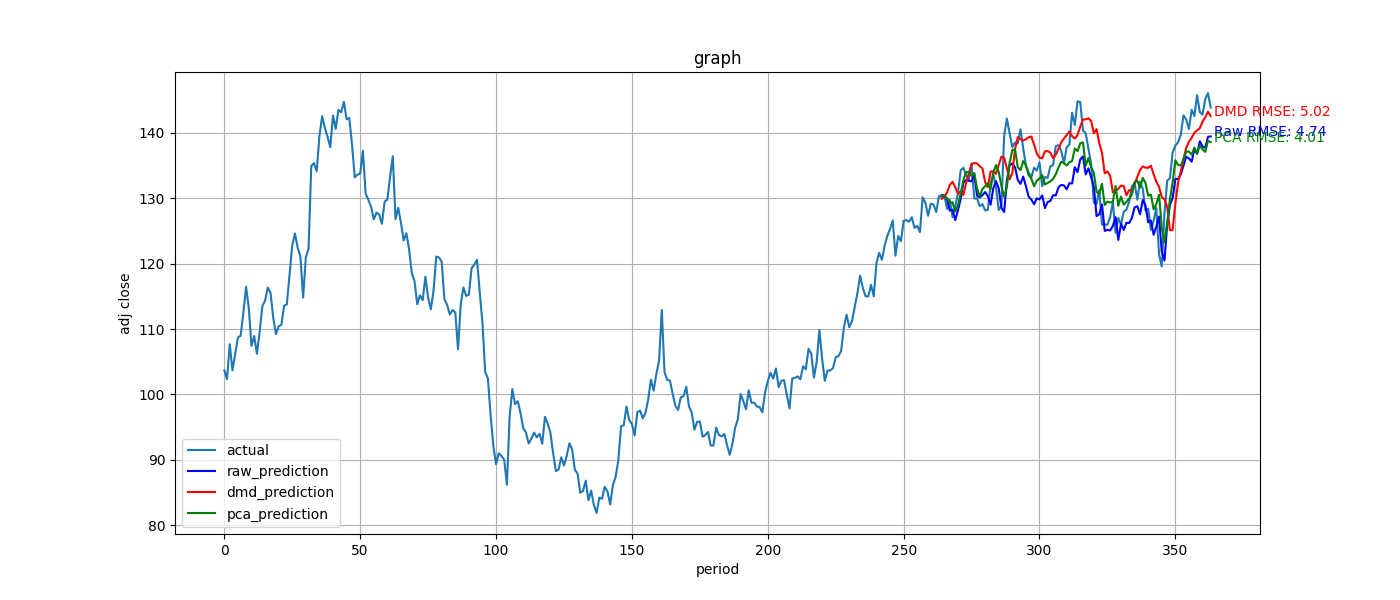 graph
DMD RMSE: 5.02
Raw RMSE: 4.74
PCA RMSE: 4.01
adj close
140
130
120
110
100
90
80
actual
raw_prediction
dmd_prediction
pca_prediction
0 50 100 150 200 250 300 350
period